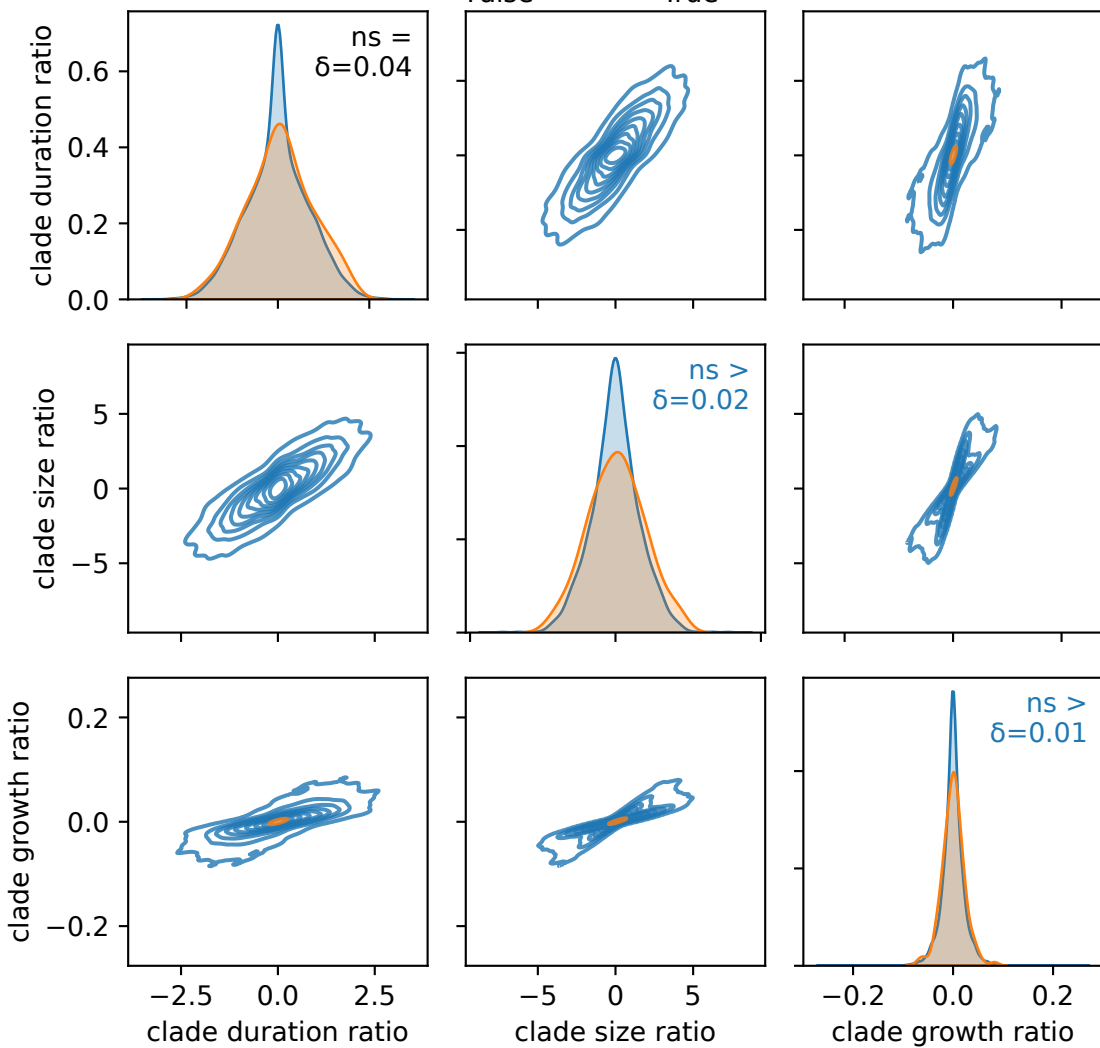 clade duration ratio
0.6
0.4
0.2
0.0
ns =
δ=0.04
clade size ratio
5
0
−5
ns >
δ=0.02
clade growth ratio
0.2
0.0
−0.2
ns >
δ=0.01
−2.5 0.0 2.5
−5 0 5
−0.2 0.0 0.2
clade duration ratio
clade size ratio
clade growth ratio